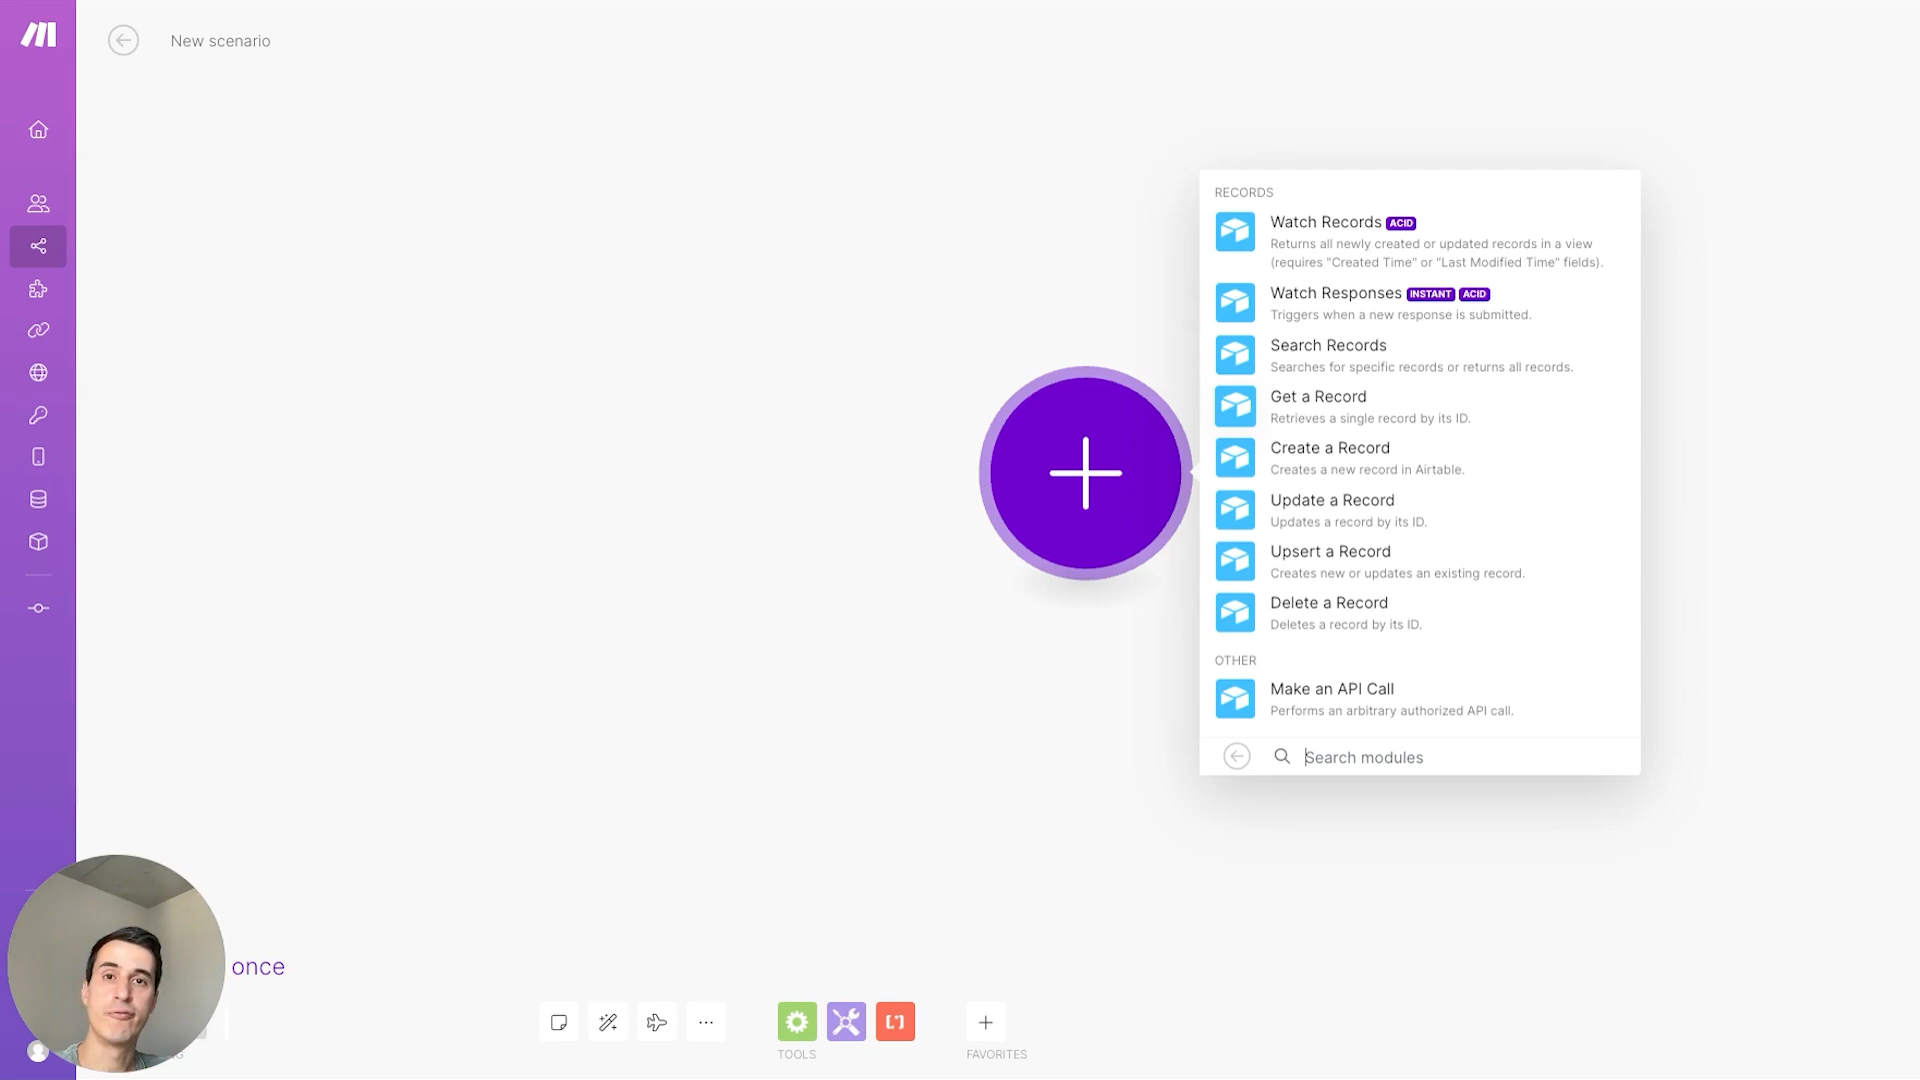 New scenario
RECORDS
Watch Records ACID
Returns all newly created or updated records in a view
(requires "Created Time" or "Last Modified Time" fields).
Watch Responses INSTANT ACID
Triggers when a new response is submitted.
Search Records
Searches for specific records or returns all records.
Get a Record
Retrieves a single record by its ID.
Create a Record
Creates a new record in Airtable.
Update a Record
Updates a record by its ID.
Upsert a Record
Creates new or updates an existing record.
Delete a Record
Deletes a record by its ID.
OTHER
Make an API Call
Performs an arbitrary authorized API call.
Search modules
once
TOOLS
FAVORITES